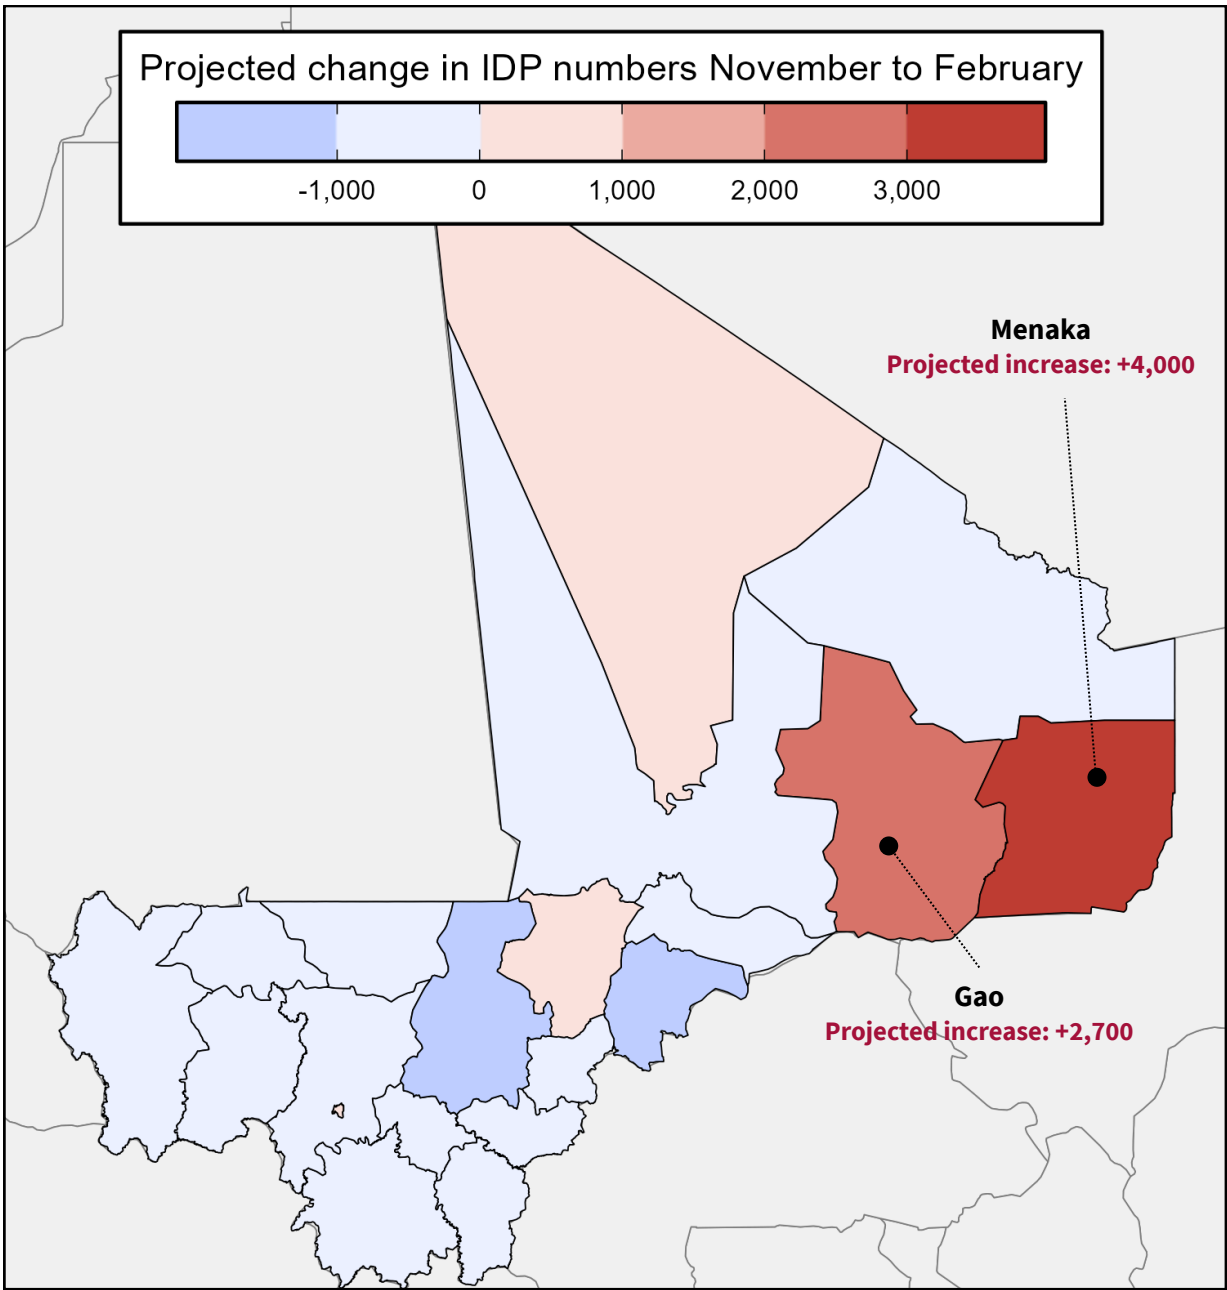 Projected change in IDP numbers November to February
-1,000 0 1,000 2,000 3,000
Menaka
Projected increase: +4,000
Gao
Projected increase: +2,700